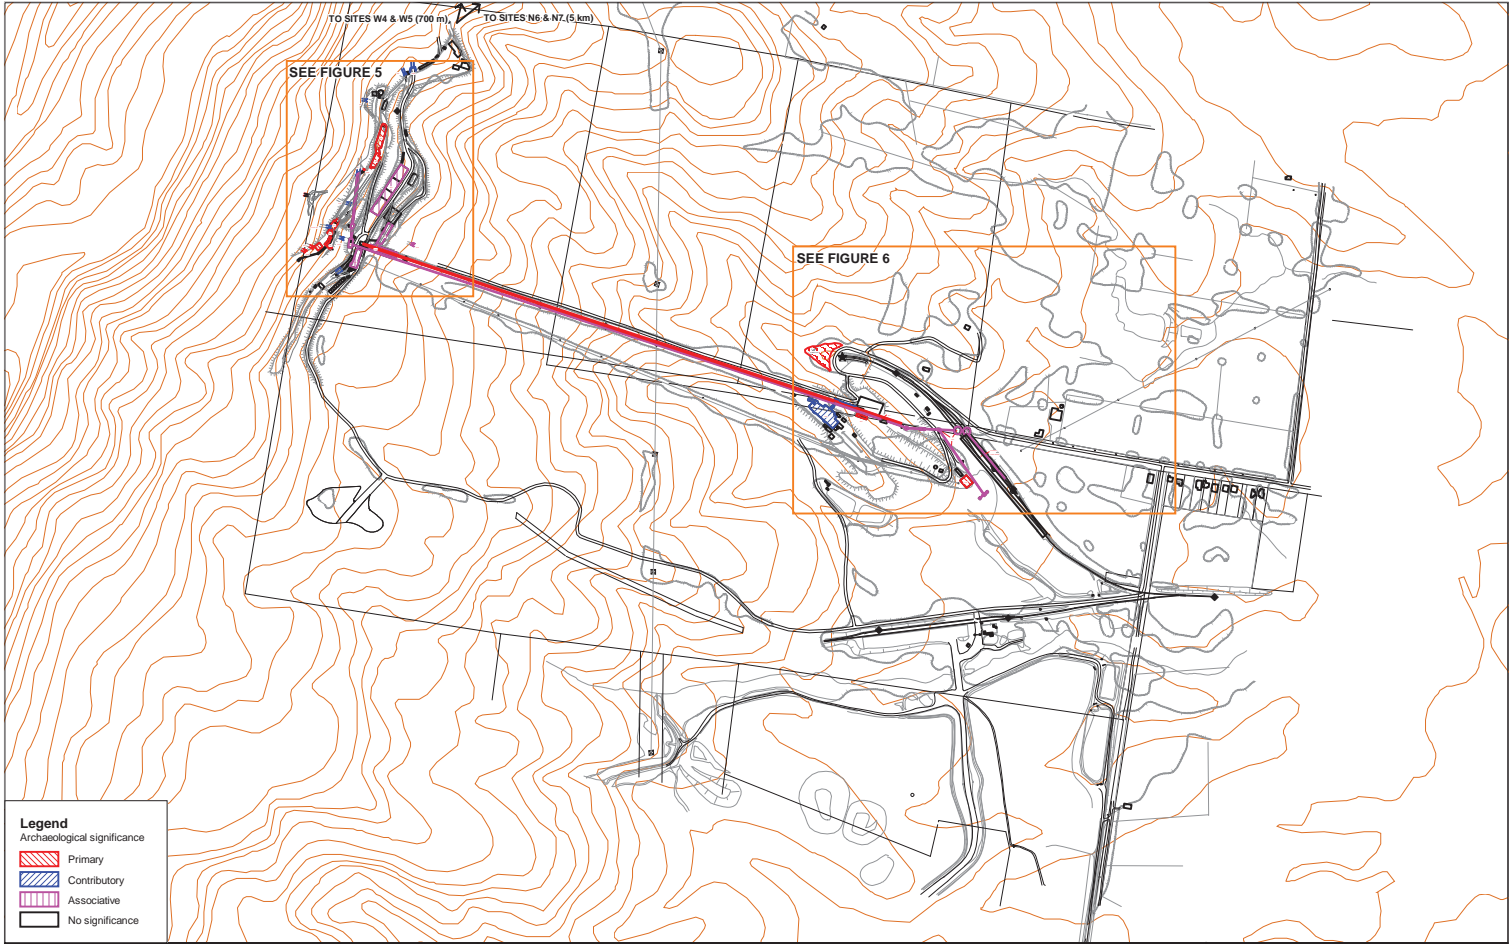 TO SITES W4 & W5 (700 m)
TO SITES N6 & N7 (5 km)
SEE FIGURE 5
SEE FIGURE 6
Legend
Archaeological significance
Primary
Contributory
Associative
No significance